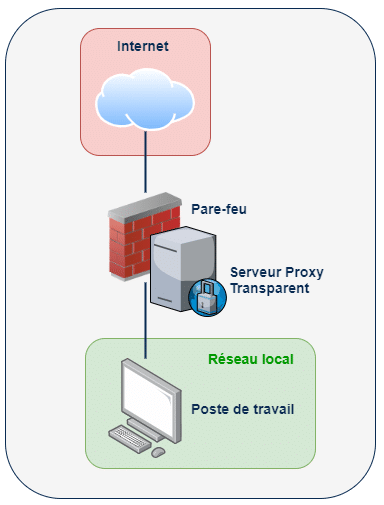 Internet
Pare-feu
Serveur Proxy
Transparent
Réseau local
Poste de travail